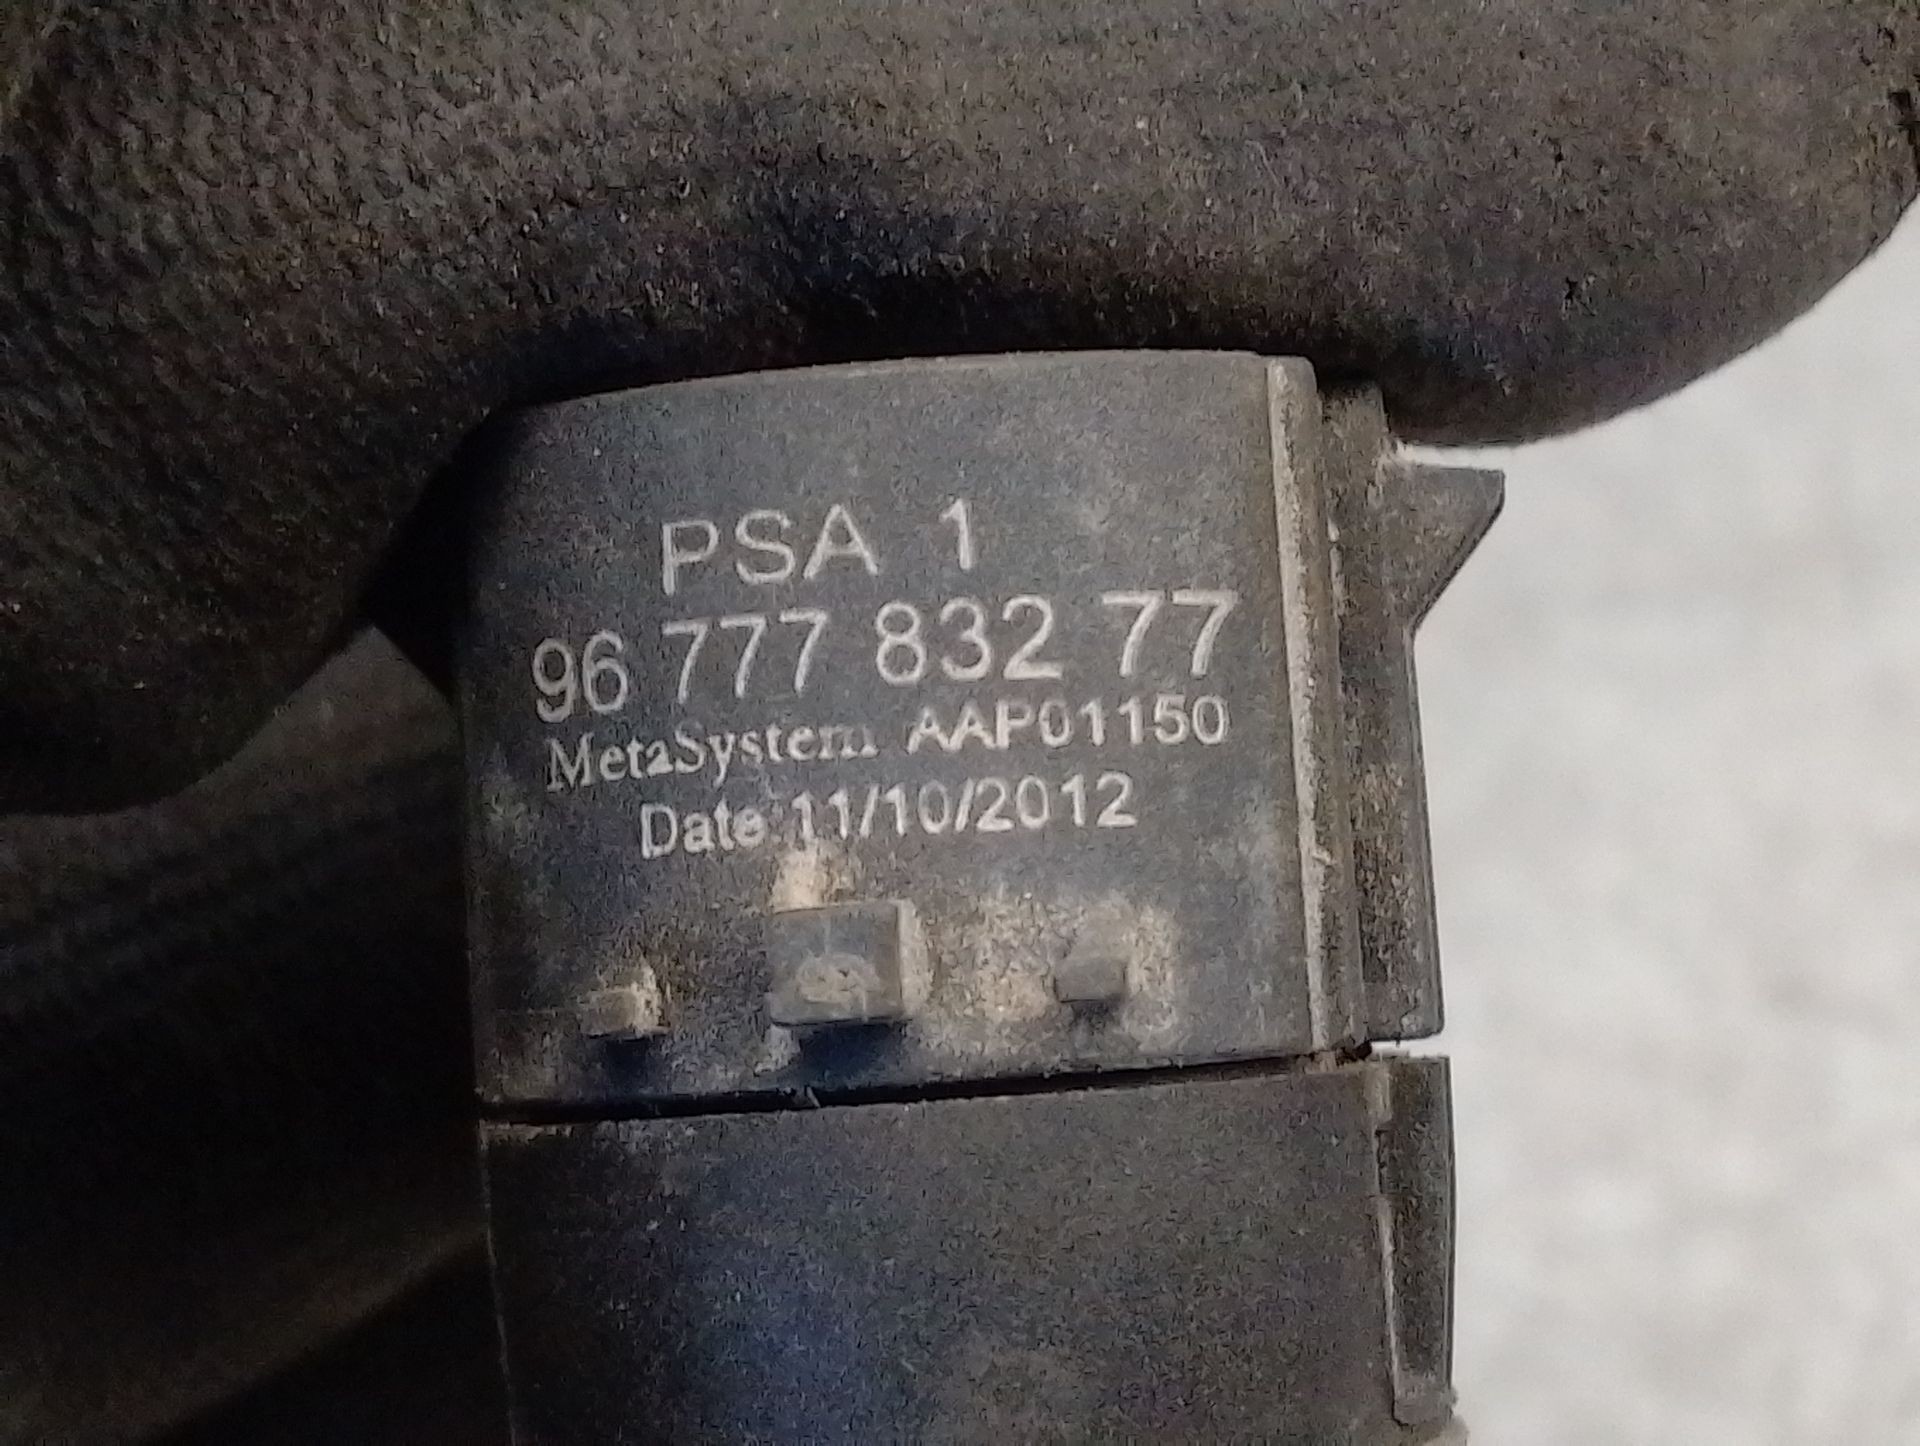 PSA 1
96 777 832 77
MetaSystem AAP01150
Date:11/10/2012